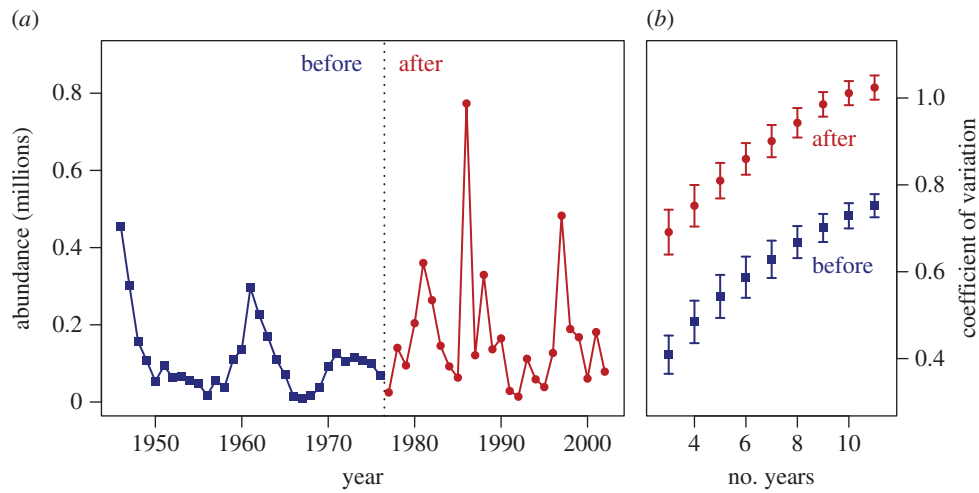 (a)
before
after
0.8
0.6
0.4
0.2
0
abundance (millions)
1950
1960
1970
1980
1990
2000
year
(b)
after
before
1.0
0.8
0.6
0.4
coefficient of variation
4
6
8
10
no. years